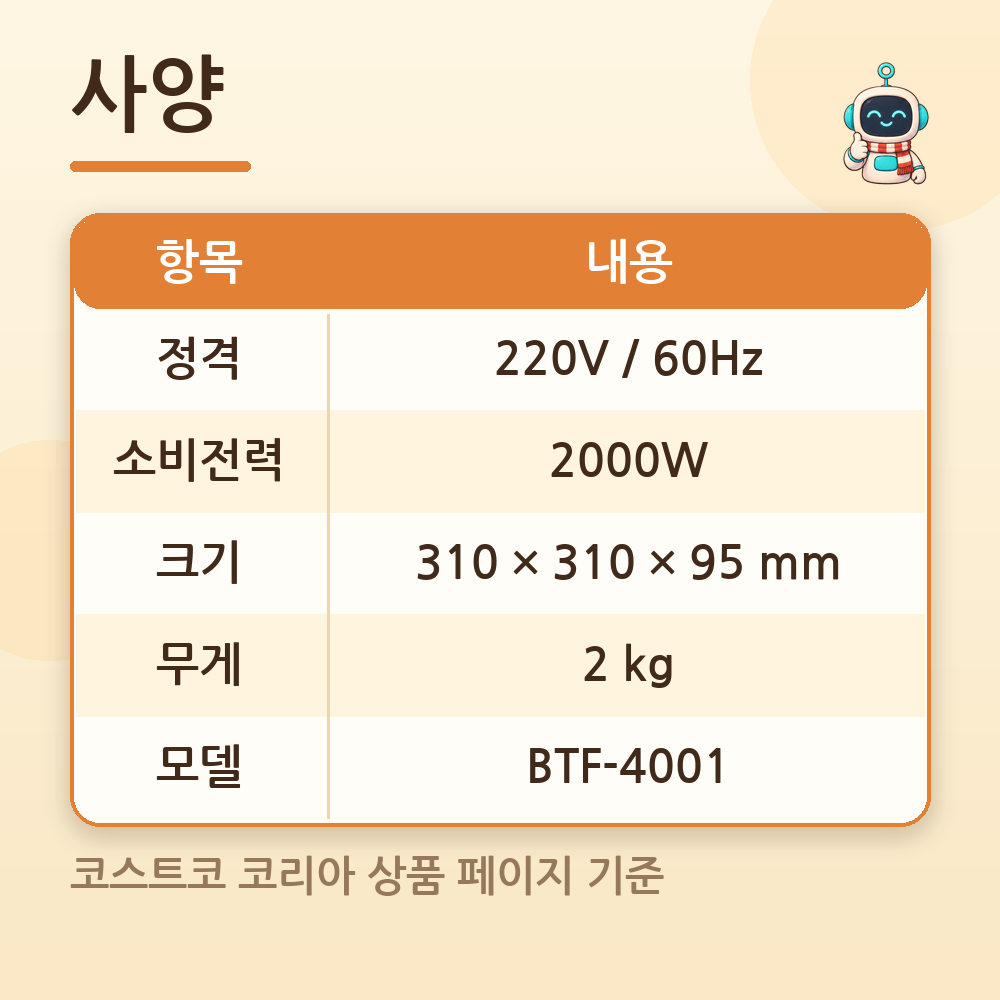 사양
항목 내용
정격 220V / 60Hz
소비전력 2000W
크기 310 × 310 × 95 mm
무게 2 kg
모델 BTF-4001
코스트코 코리아 상품 페이지 기준